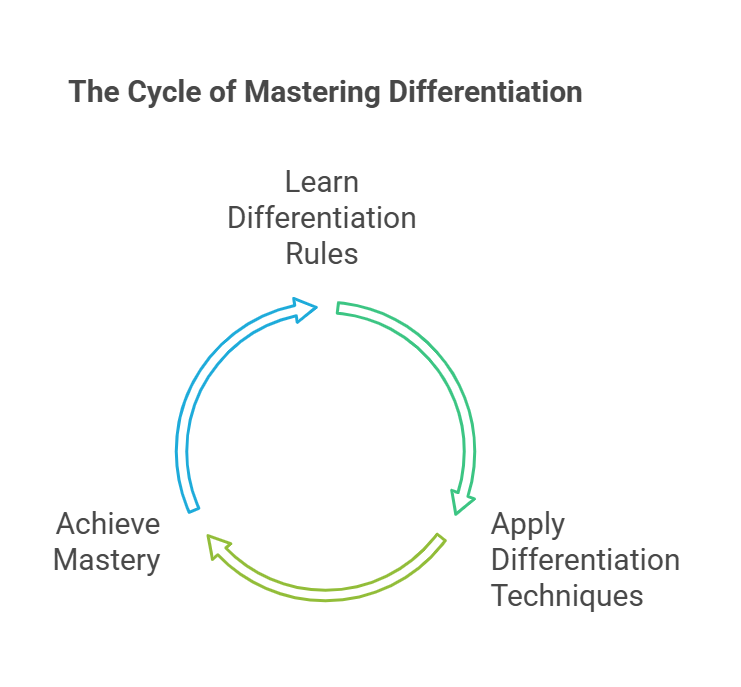 The Cycle of Mastering Differentiation
Learn
Differentiation
Rules
Achieve
Mastery
Apply
Differentiation
Techniques